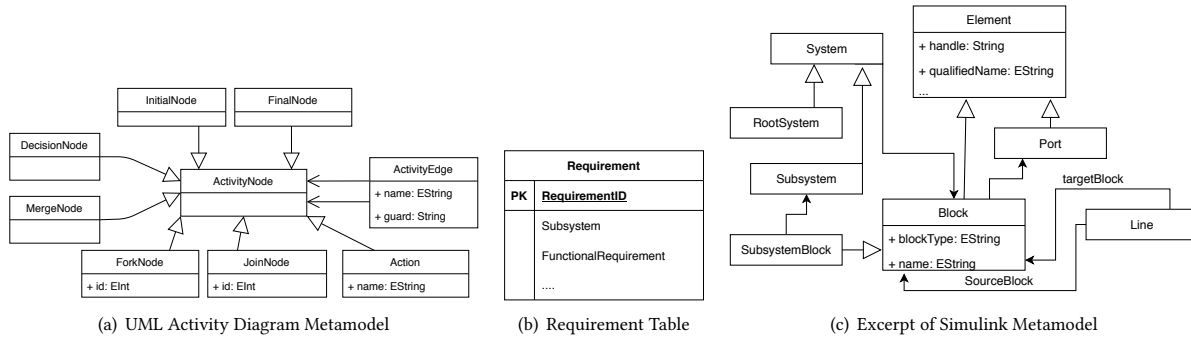 InitialNode
FinalNode
DecisionNode
ActivityNode
ActivityEdge
+ name: EString
+ guard: String
MergeNode
ForkNode
+ id: EInt
JoinNode
+ id: EInt
Action
+ name: EString
(a) UML Activity Diagram Metamodel
Requirement
PK RequirementID
Subsystem
FunctionalRequirement
....
(b) Requirement Table
System
Element
+ handle: String
+ qualifiedName: EString
...
RootSystem
Port
Subsystem
targetBlock
Block
+ blockType: EString
+ name: EString
Line
SubsystemBlock
SourceBlock
(c) Excerpt of Simulink Metamodel